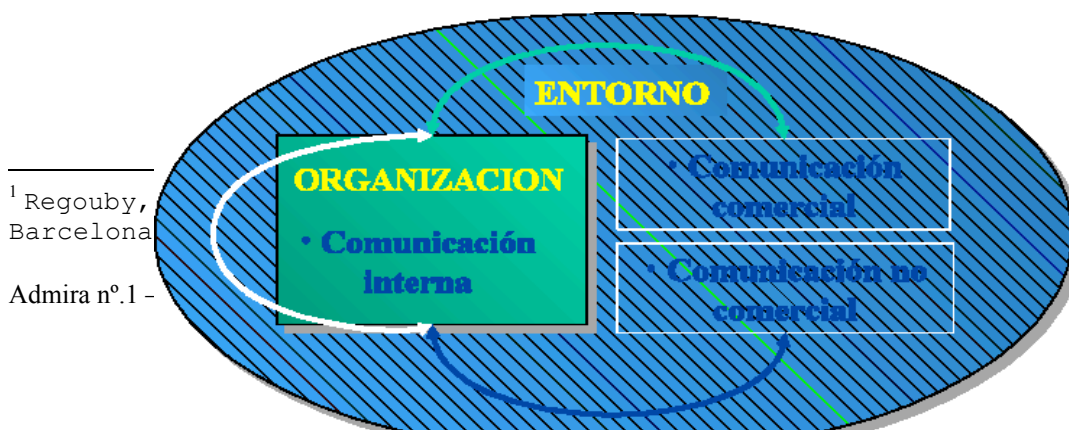 ENTORNO
ORGANIZACION
• Comunicación
interna
• Comunicación
comercial
• Comunicación no
comercial
1 Regouby,
Barcelona
Admira nº.1 –